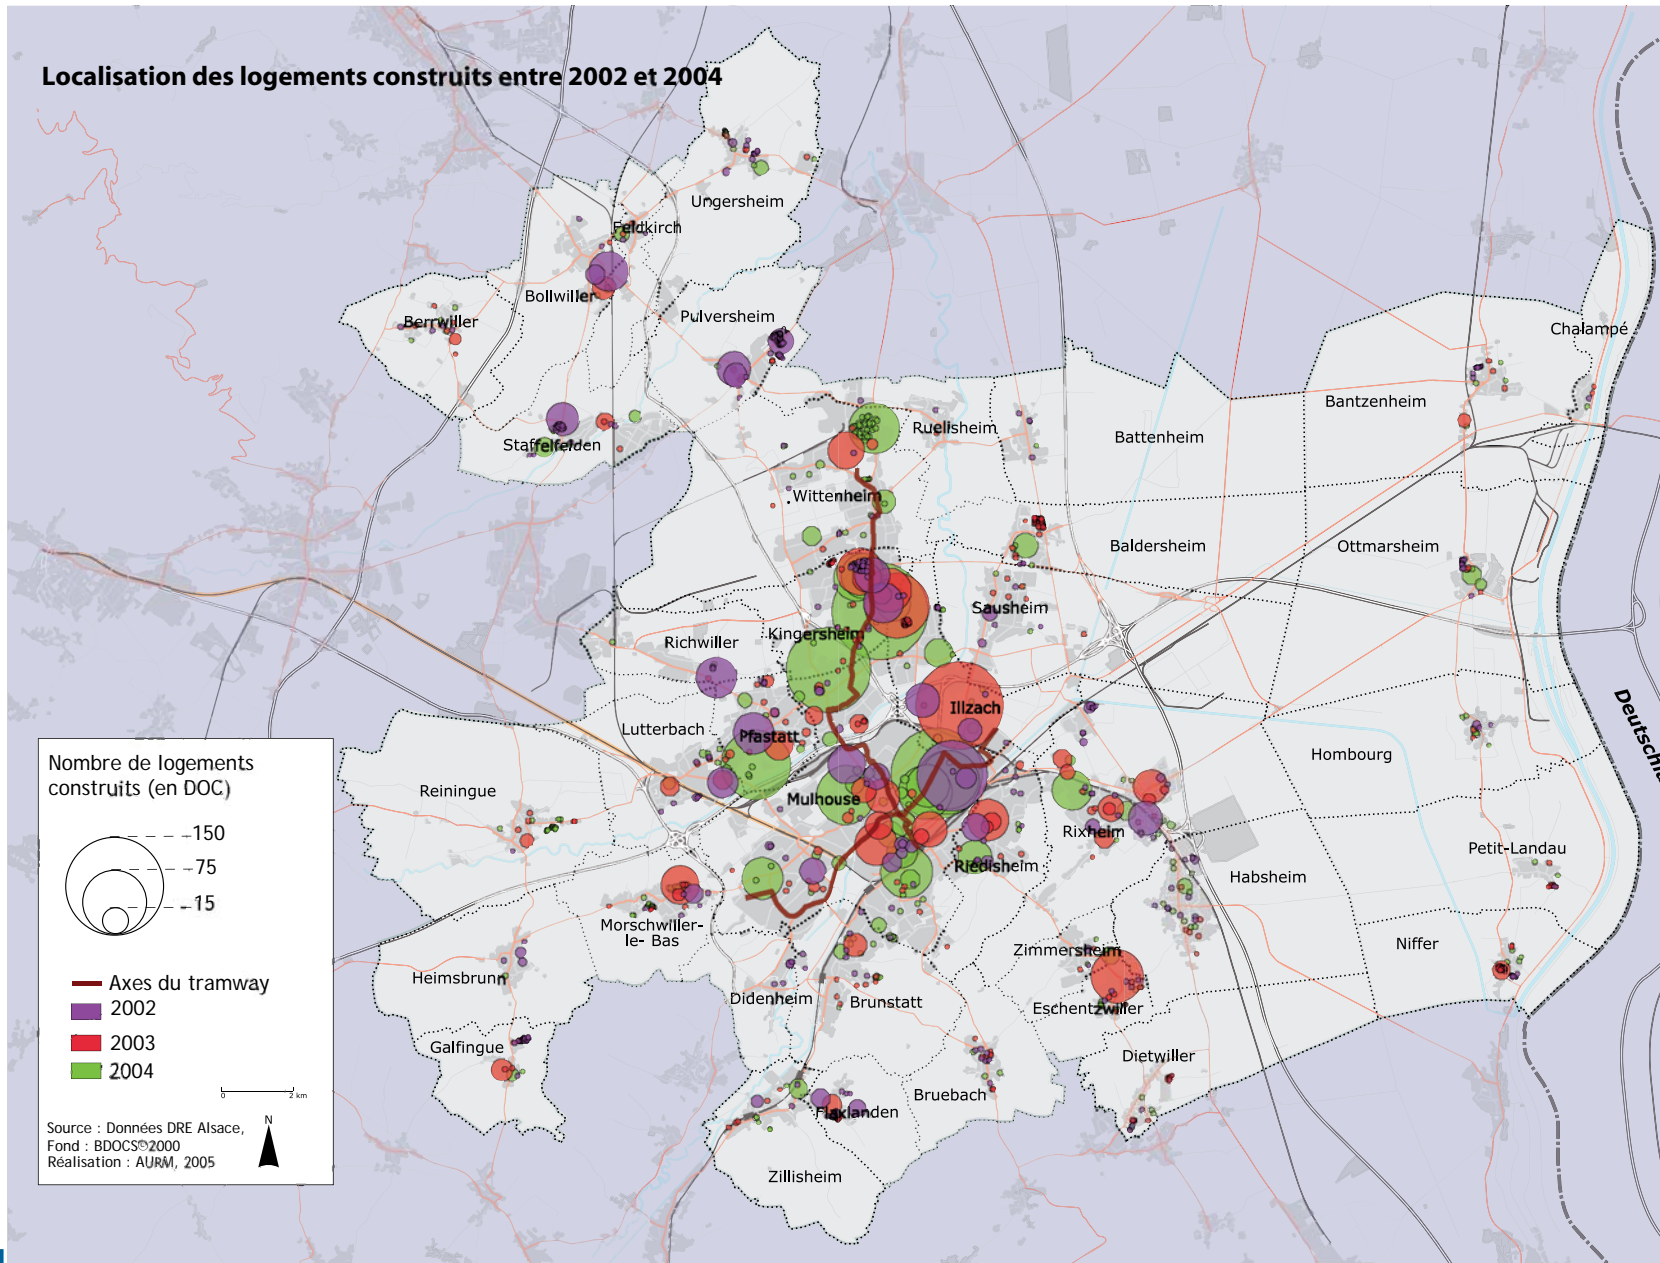 Localisation des logements construits entre 2002 et 2004
Ungersheim
Feldkirch
Bollwiller
Berrwiller
Pulversheim
Chalampé
Bantzenheim
Ruelisheim
Battenheim
Staffelfelden
Wittenheim
Baldersheim
Ottmarsheim
Sausheim
Kingersheim
Richwiller
Illzach
Deutschla
Lutterbach
Pfastatt
Hombourg
Reiningue
Mulhouse
Rixheim
Riedisheim
Petit-Landau
Habsheim
Morschwiller-
le- Bas
Zimmersheim
Niffer
Heimsbrunn
Didenheim
Brunstatt
Eschentzwiller
Galfingue
Dietwiller
Bruebach
Flaxlanden
Zillisheim
Nombre de logements
construits (en DOC)
150
75
15
Axes du tramway
2002
2003
2004
0 2 km
N
Source : Données DRE Alsace,
Fond : BDOCS©2000
Réalisation : AURM, 2005